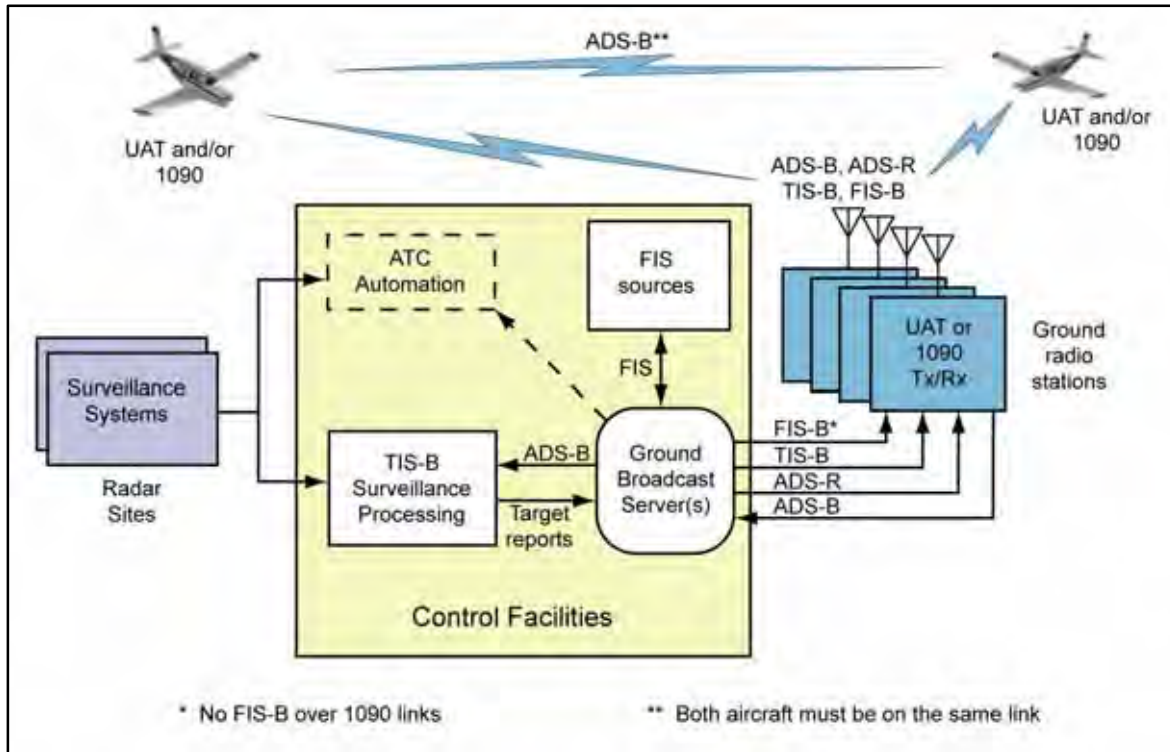 ADS-B**
UAT and/or
1090
UAT and/or
1090
ADS-B, ADS-R
TIS-B, FIS-B
ATC
Automation
FIS
sources
UAT or
1090
Tx/Rx
Ground
radio
stations
Surveillance
Systems
Radar
Sites
FIS
TIS-B
Surveillance
Processing
ADS-B
Target
reports
Ground
Broadcast
Server(s)
FIS-B*
TIS-B
ADS-R
ADS-B
Control Facilities
* No FIS-B over 1090 links
** Both aircraft must be on the same link